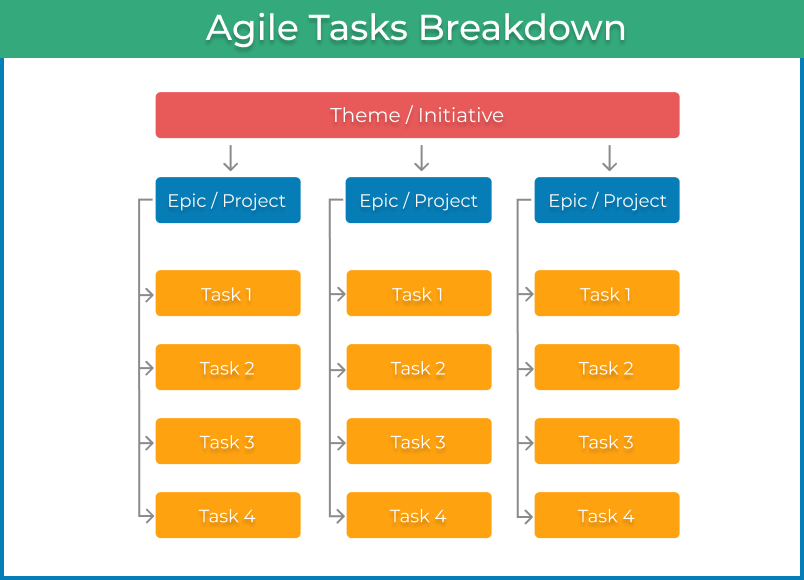 Agile Tasks Breakdown
Theme / Initiative
Epic / Project
Epic / Project
Epic / Project
Task 1
Task 1
Task 1
Task 2
Task 2
Task 2
Task 3
Task 3
Task 3
Task 4
Task 4
Task 4